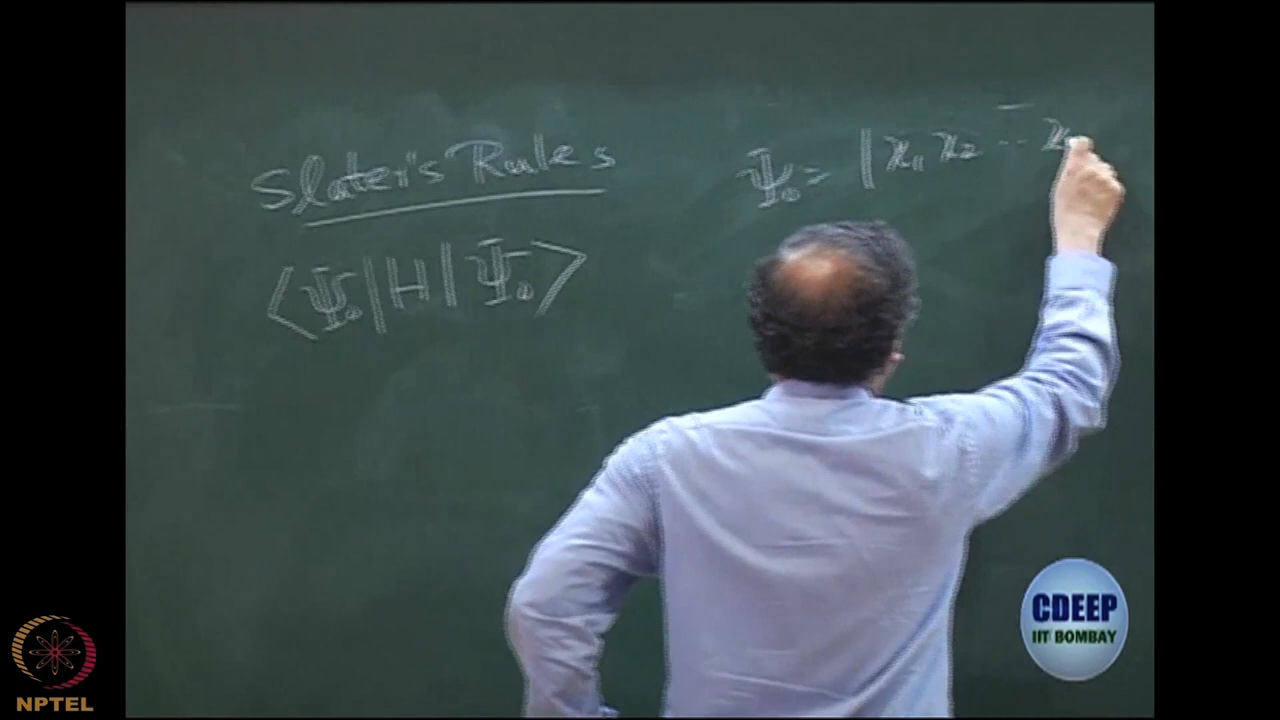 Slater's Rules
Ψ₀ = | χ₁ χ₂ ··· χ
⟨Ψ₀|H|Ψ₀⟩
CDEEP
IIT BOMBAY
NPTEL